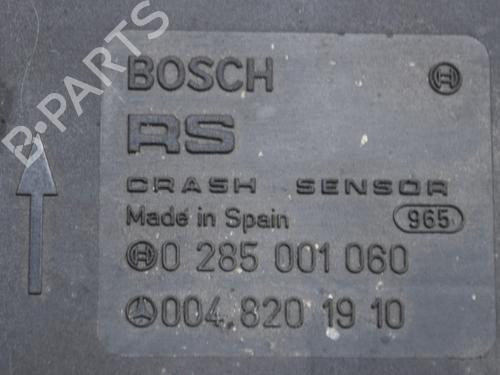 BOSCH
RS
CRASH SENSOR
Made in Spain 965
0 285 001 060
004 820 19 10
B-PARTS